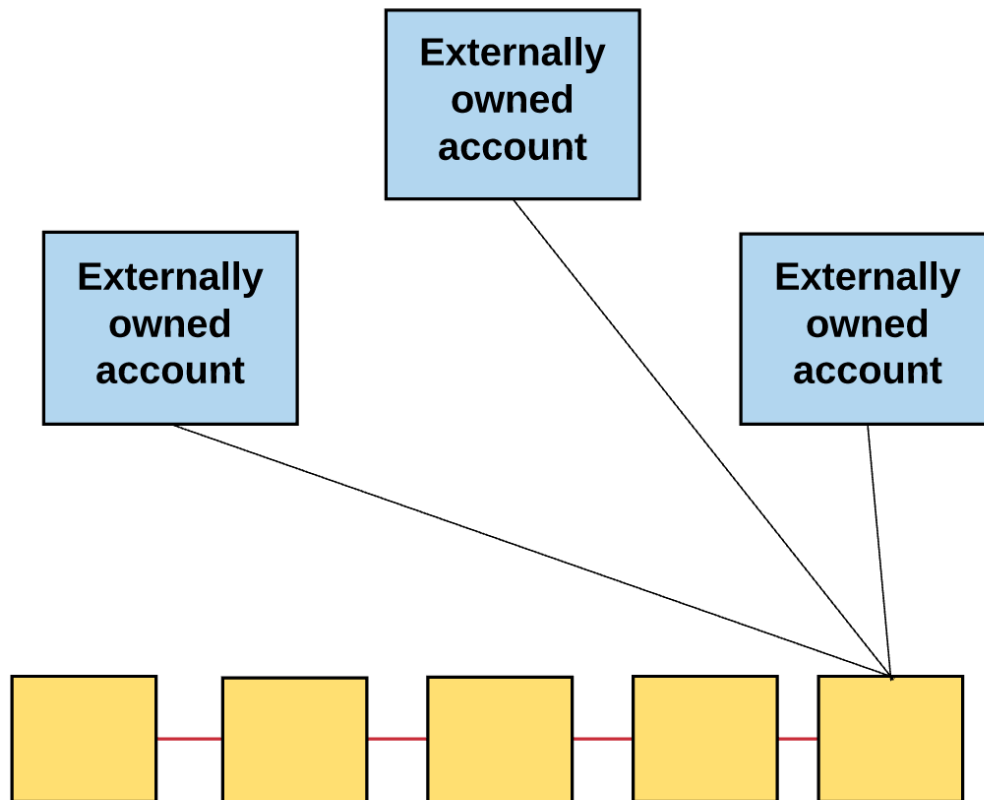 Externally
owned
account
Externally
owned
account
Externally
owned
account